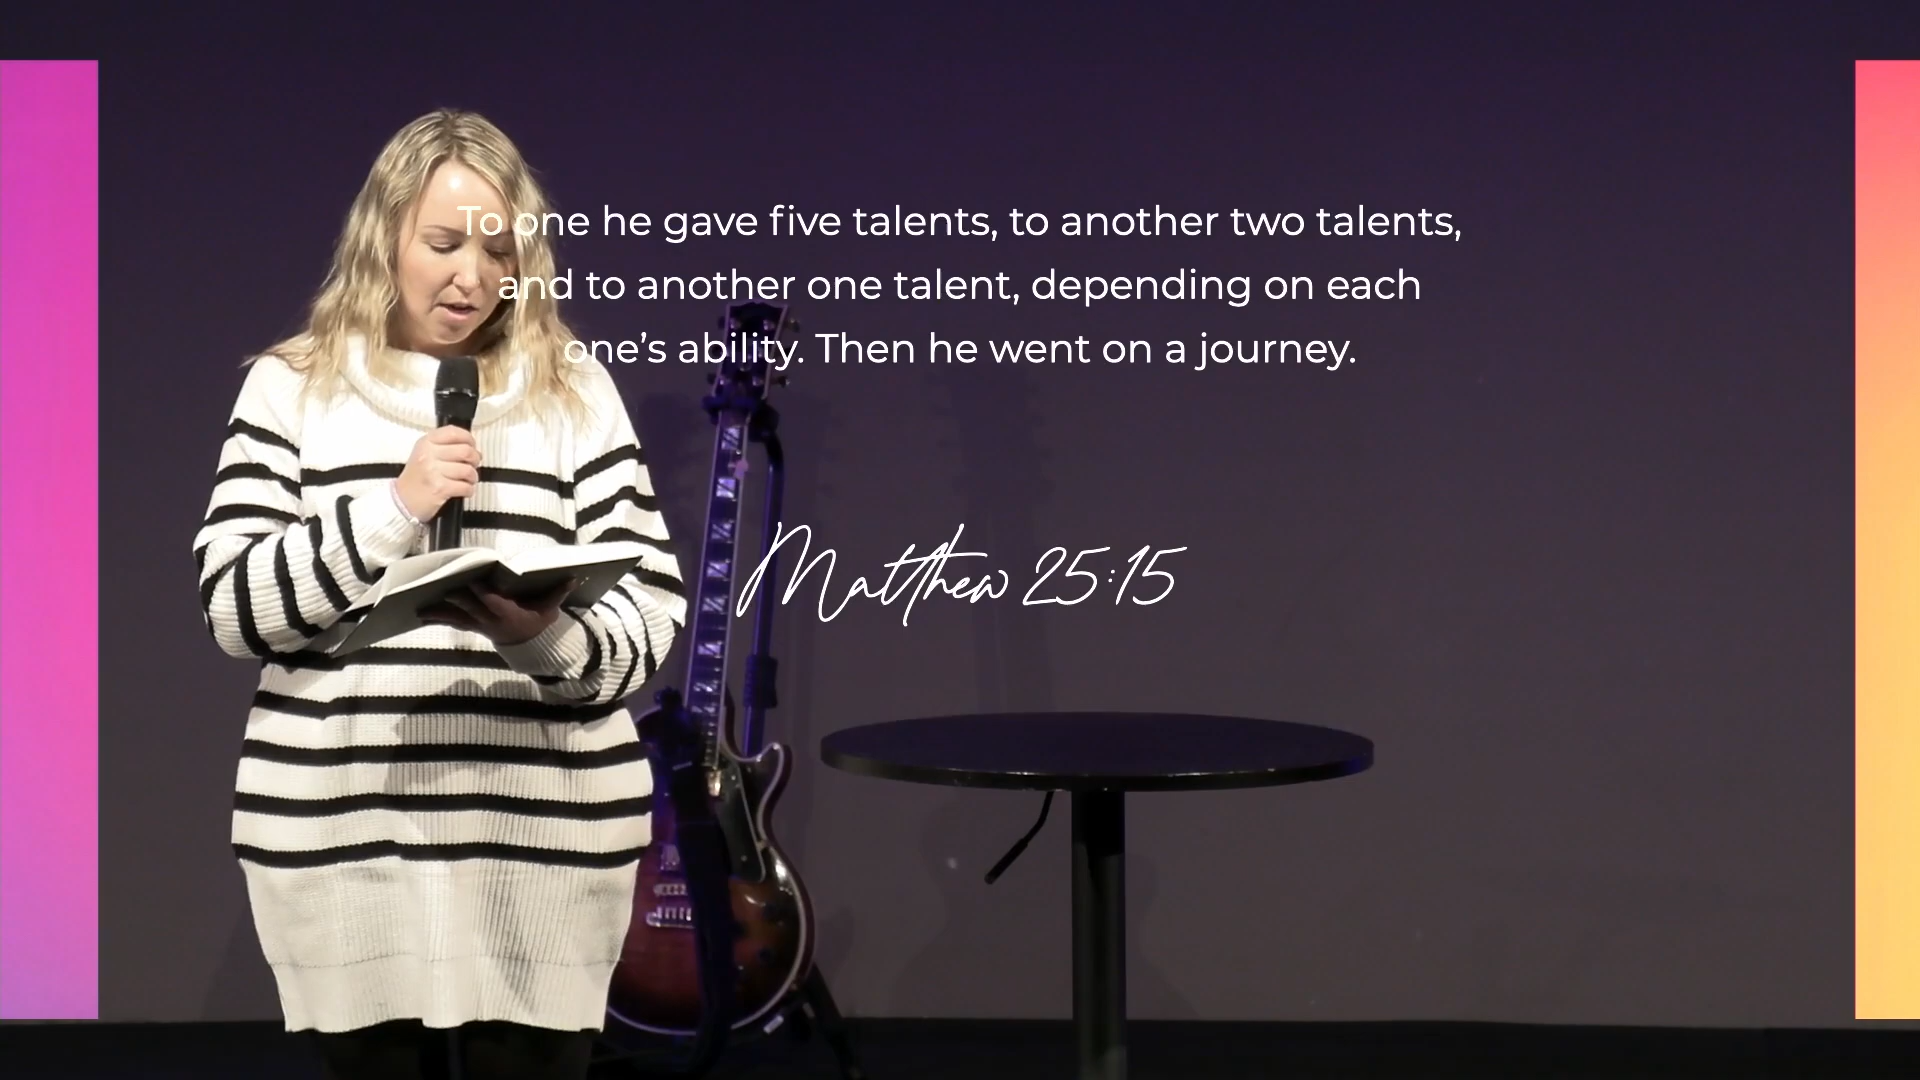 To one he gave five talents, to another two talents,
and to another one talent, depending on each
one’s ability. Then he went on a journey.
Matthew 25:15